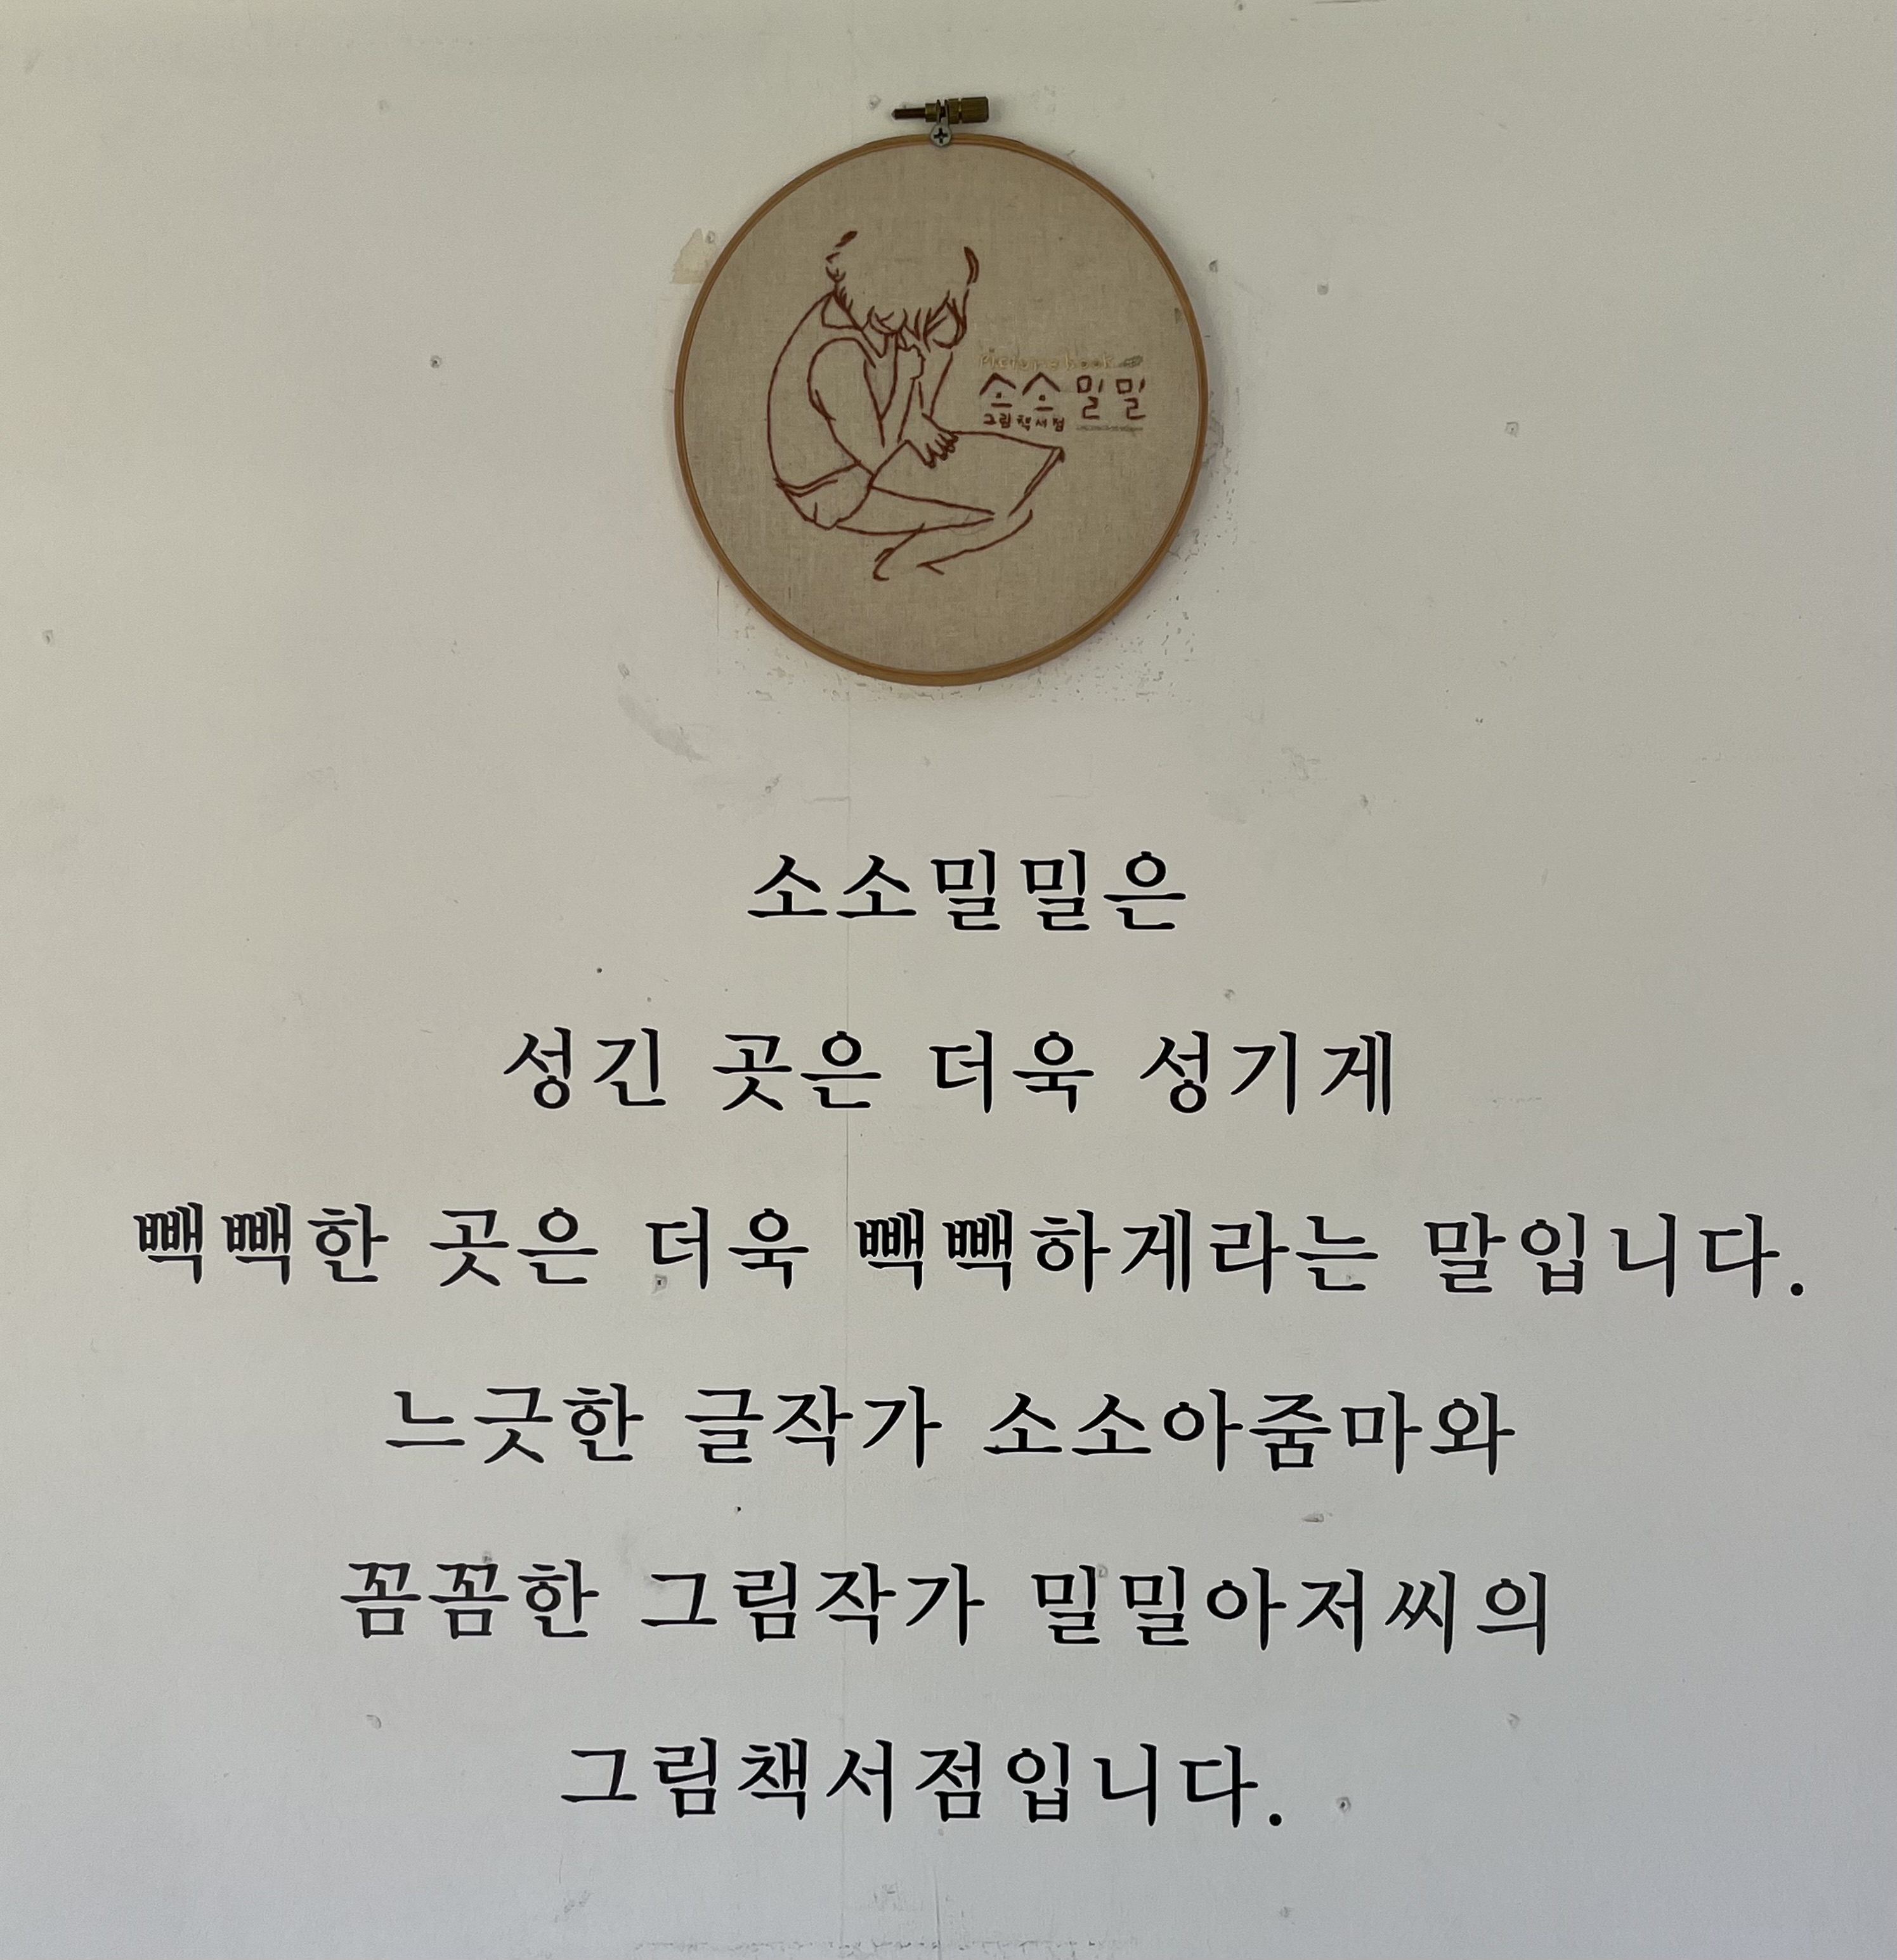 Picture book
소소밀밀
그림책서점
소소밀밀은
성긴 곳은 더욱 성기게
빽빽한 곳은 더욱 빽빽하게라는 말입니다.
느긋한 글작가 소소아줌마와
꼼꼼한 그림작가 밀밀아저씨의
그림책서점입니다.